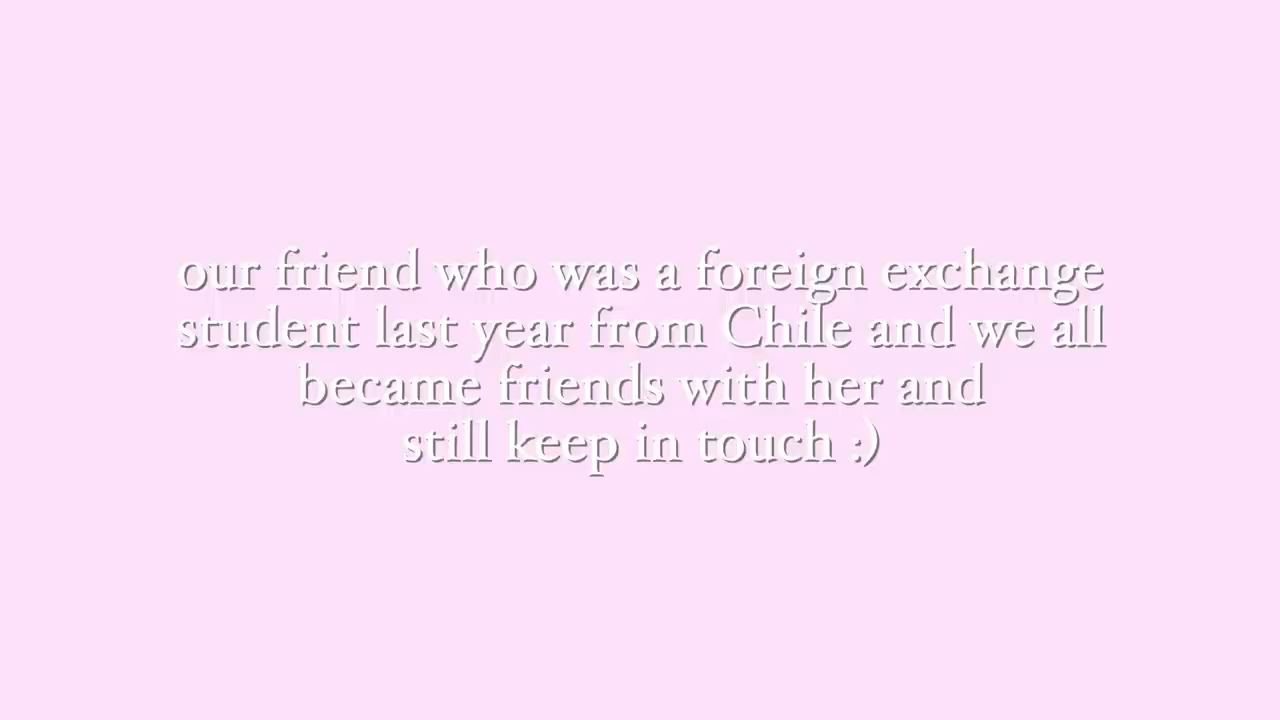 our friend who was a foreign exchange
student last year from Chile and we all
became friends with her and
still keep in touch :)